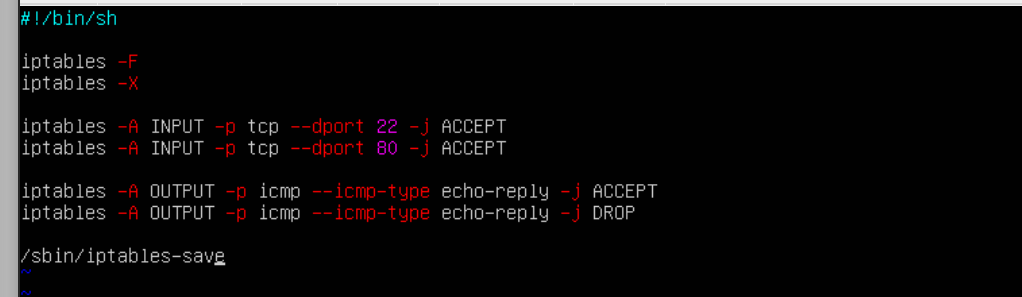 #!/bin/sh
iptables -F
iptables -X
iptables -A INPUT -p tcp --dport 22 -j ACCEPT
iptables -A INPUT -p tcp --dport 80 -j ACCEPT
iptables -A OUTPUT -p icmp --icmp-type echo-reply -j ACCEPT
iptables -A OUTPUT -p icmp --icmp-type echo-reply -j DROP
/sbin/iptables-save
~
~